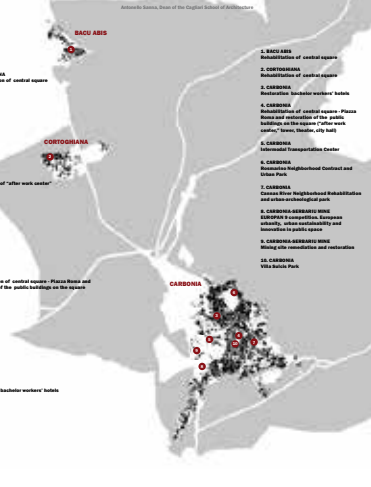 Antonello Sanna, Dean of the Cagliari School of Architecture
BACU ABIS
1
NA
on of central square
CORTOGHIANA
2
of "after work center"
on of central square - Piazza Roma and
of the public buildings on the square
bachelor workers' hotels
CARBONIA
1. BACU ABIS
Rehabilitation of central square
2. CORTOGHIANA
Rehabilitation of central square
3. CARBONIA
Restoration bachelor workers' hotels
4. CARBONIA
Rehabilitation of central square - Piazza
Roma and restoration of the public
buildings on the square ("after work
center," tower, theater, city hall)
5. CARBONIA
Intermodal Transportation Center
6. CARBONIA
Rosmarino Neighborhood Contract and
Urban Park
7. CARBONIA
Cannas River Neighborhood Rehabilitation
and urban-archeological park
8. CARBONIA-SERBARIU MINE
EUROPAN 9 competition. European
urbanity, urban sustainability and
innovation in public space
9. CARBONIA-SERBARIU MINE
Mining site remediation and restoration
10. CARBONIA
Villa Sulcis Park